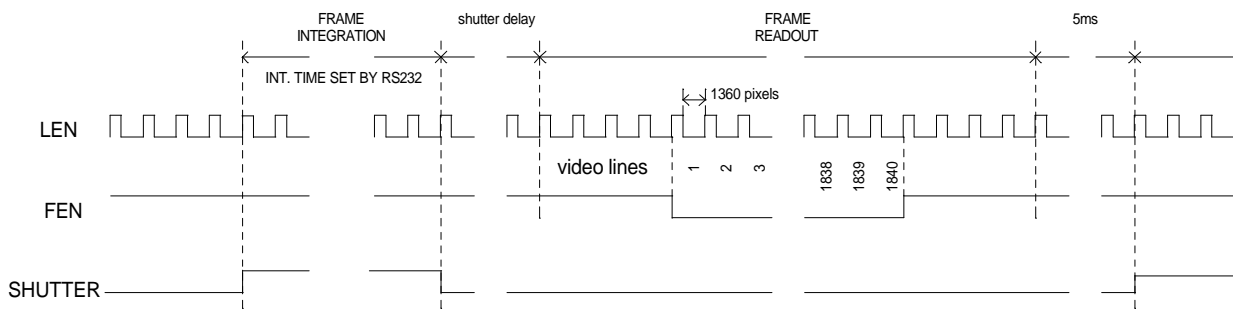 FRAME
INTEGRATION
shutter delay
FRAME
READOUT
5ms
INT. TIME SET BY RS232
1360 pixels
LEN
video lines
1
2
3
1838
1839
1840
FEN
SHUTTER